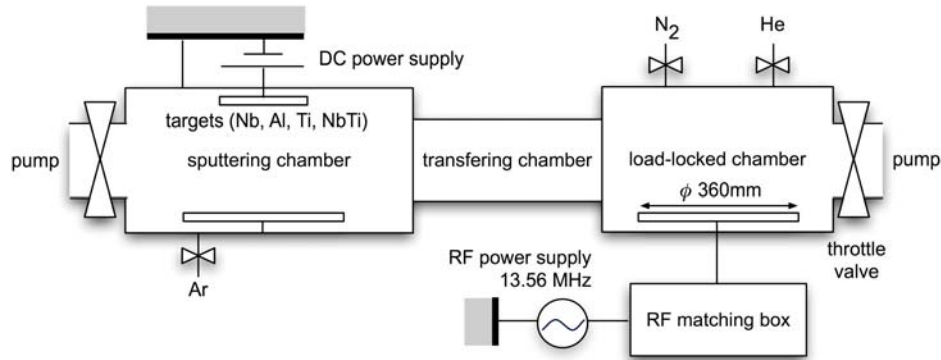 DC power supply
N2
He
targets (Nb, Al, Ti, NbTi)
pump
sputtering chamber
transfering chamber
load-locked chamber
pump
ϕ 360mm
Ar
RF power supply
13.56 MHz
throttle
valve
RF matching box